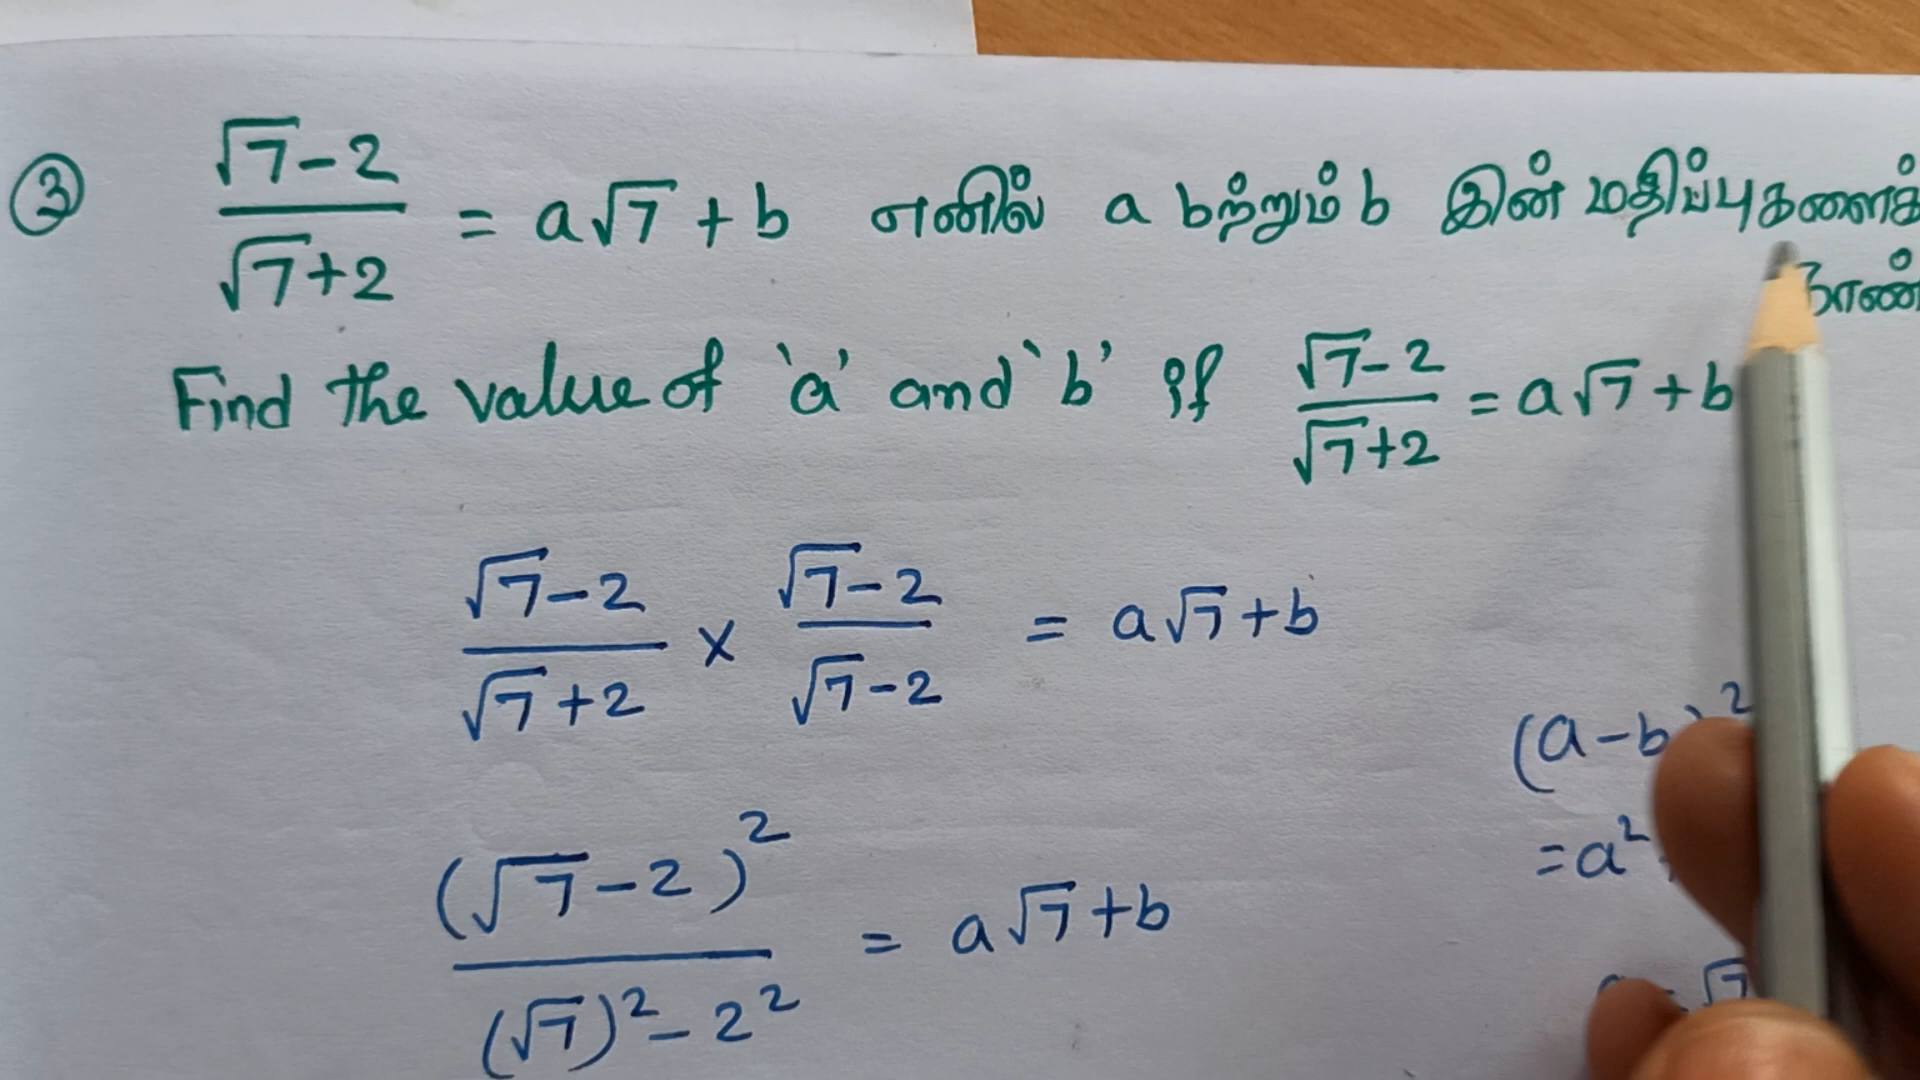 ③ (√7-2)/(√7+2) = a√7 + b எனில் a மற்றும் b இன் மதிப்புகளைக்
Find the value of 'a' and 'b' if (√7-2)/(√7+2) = a√7 + b
(√7-2)/(√7+2) × (√7-2)/(√7-2) = a√7+b
(a-b)²
= a²
(√7-2)²/((√7)²-2²) = a√7+b